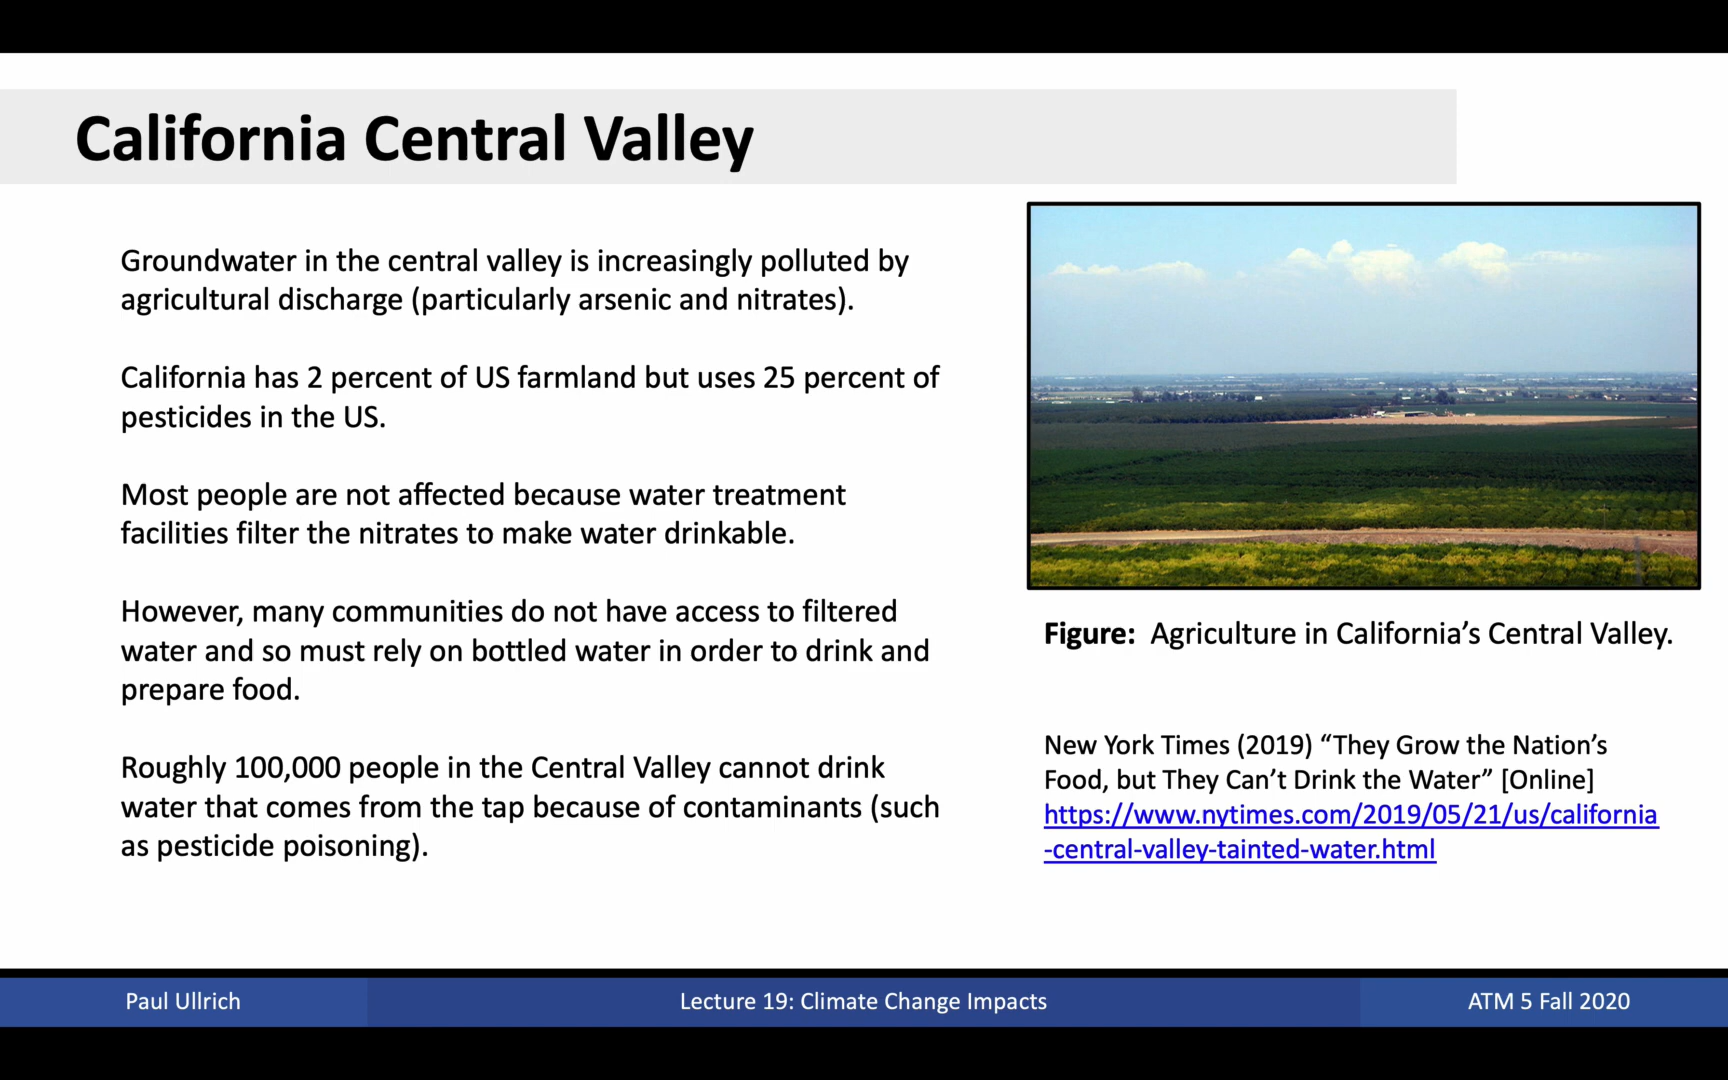 California Central Valley
Groundwater in the central valley is increasingly polluted by
agricultural discharge (particularly arsenic and nitrates).
California has 2 percent of US farmland but uses 25 percent of
pesticides in the US.
Most people are not affected because water treatment
facilities filter the nitrates to make water drinkable.
However, many communities do not have access to filtered
water and so must rely on bottled water in order to drink and
prepare food.
Roughly 100,000 people in the Central Valley cannot drink
water that comes from the tap because of contaminants (such
as pesticide poisoning).
Figure:  Agriculture in California’s Central Valley.
New York Times (2019) “They Grow the Nation’s
Food, but They Can’t Drink the Water” [Online]
https://www.nytimes.com/2019/05/21/us/california
-central-valley-tainted-water.html
Paul Ullrich
Lecture 19: Climate Change Impacts
ATM 5 Fall 2020